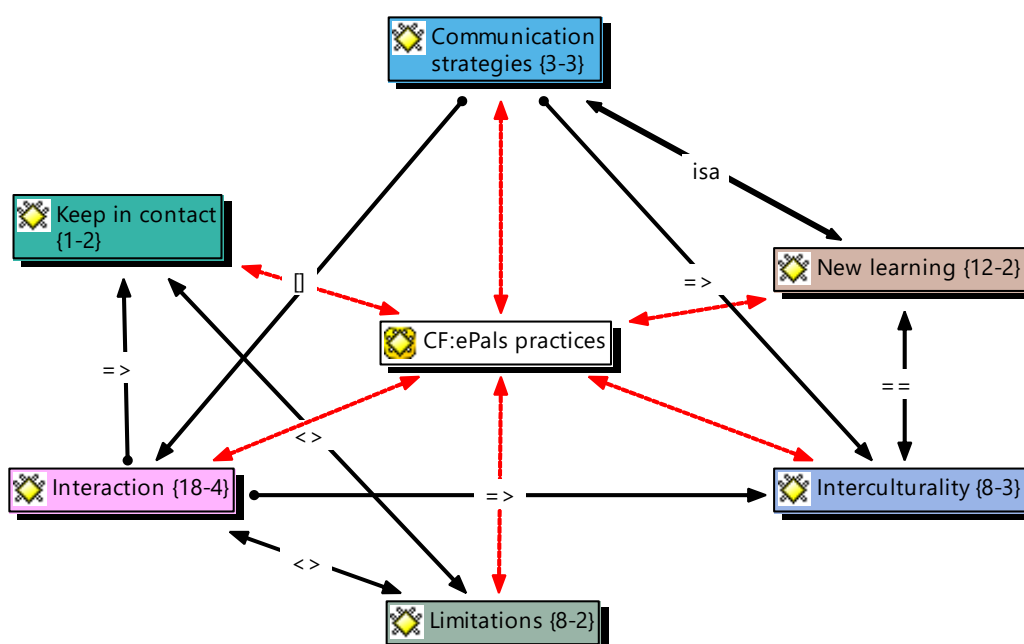 Communication
strategies {3-3}
isa
Keep in contact
{1-2}
New learning {12-2}
[]
=>
CF:ePals practices
=>
==
<>
Interaction {18-4}
=>
Interculturality {8-3}
<>
Limitations {8-2}